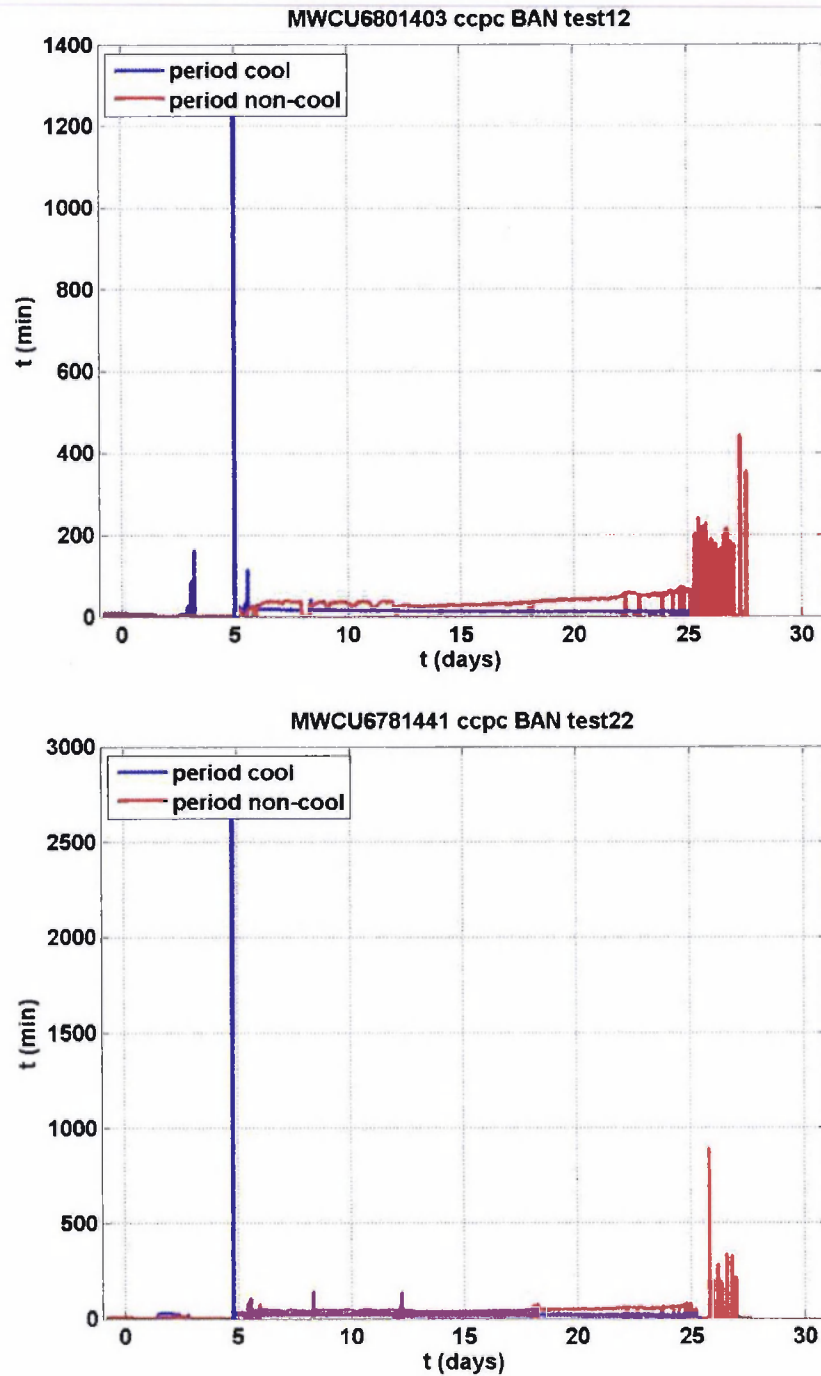 MWCU6801403 ccpc BAN test12
1400
period cool
period non-cool
1200
1000
800
600
400
200
0
t (min)
0 5 10 15 20 25 30
t (days)
MWCU6781441 ccpc BAN test22
3000
period cool
period non-cool
2500
2000
1500
1000
500
0
t (min)
0 5 10 15 20 25 30
t (days)